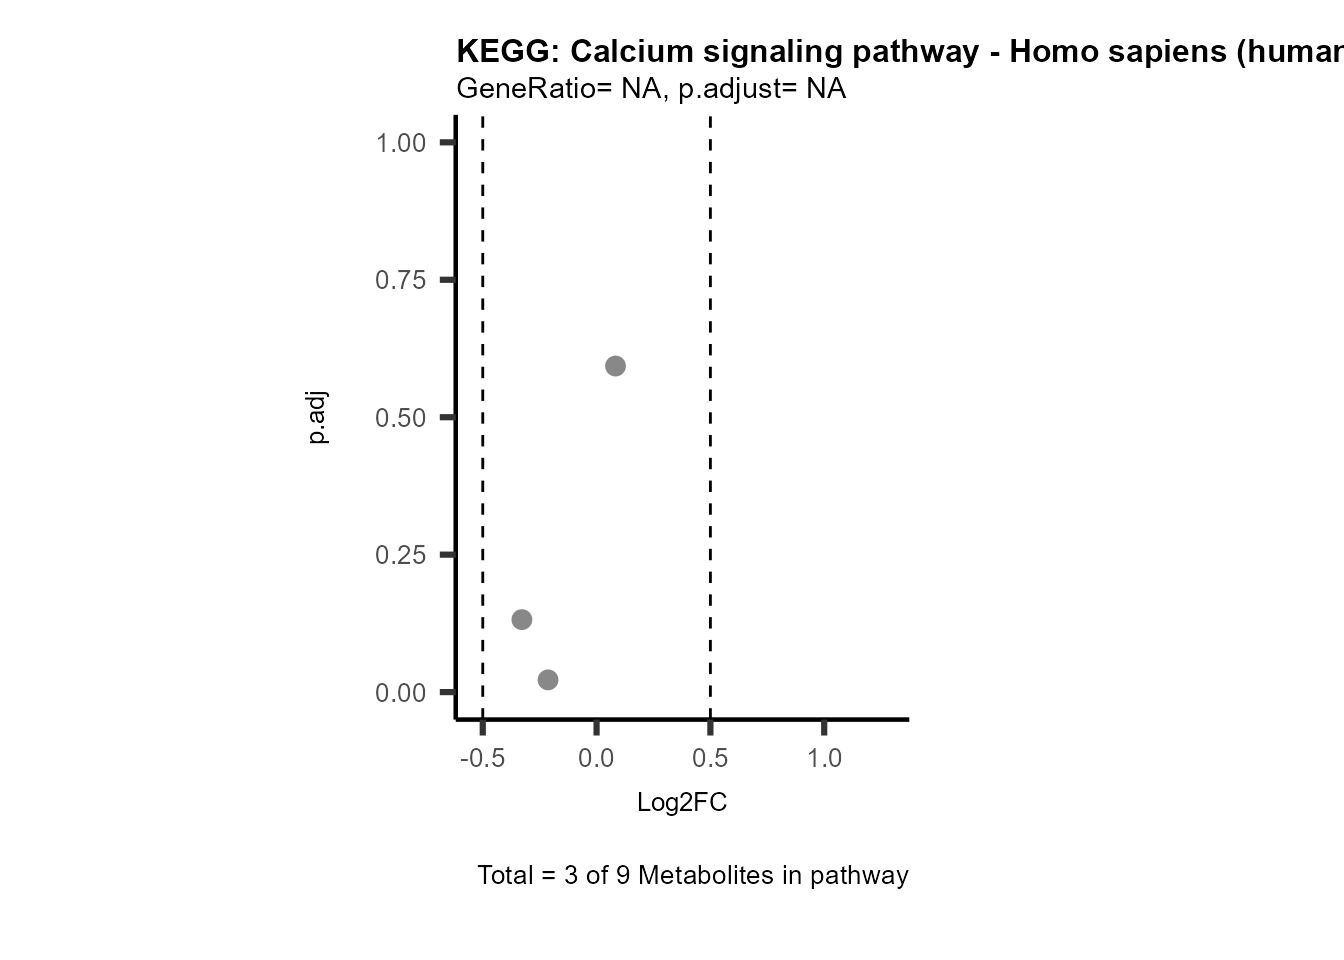 KEGG: Calcium signaling pathway - Homo sapiens (human
GeneRatio= NA, p.adjust= NA
1.00
0.75
0.50
0.25
0.00
p.adj
-0.5 0.0 0.5 1.0
Log2FC
Total = 3 of 9 Metabolites in pathway